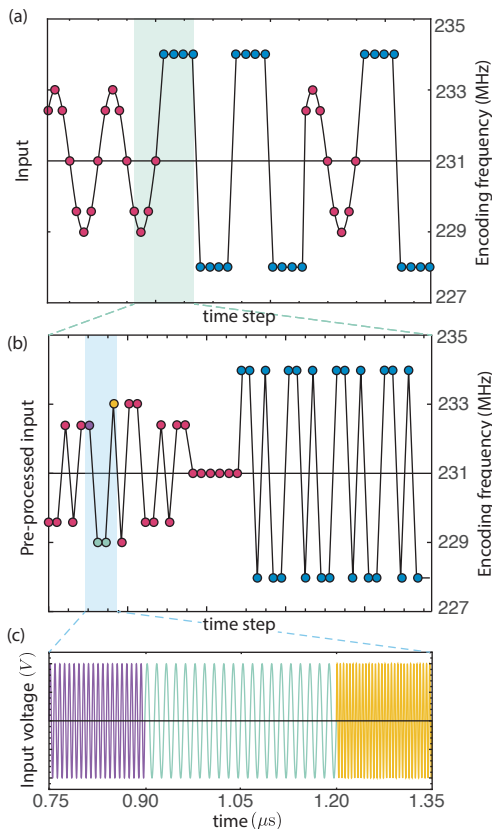 (a)
Input
235
233
231
229
227
Encoding frequency (MHz)
time step
(b)
Pre-processed input
235
233
231
229
227
Encoding frequency (MHz)
time step
(c)
Input voltage (V)
0.75
0.90
1.05
1.20
1.35
time (μs)